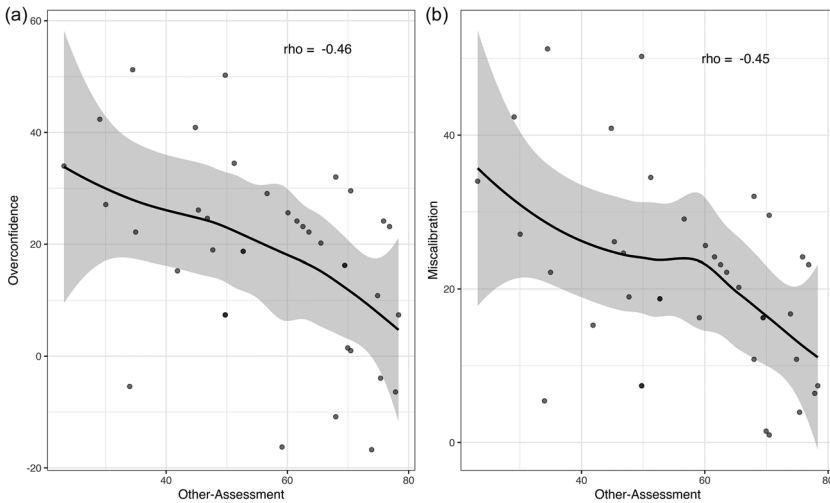 (a)
(b)
rho = -0.46
rho = -0.45
60
40
20
0
-20
Overconfidence
40
20
0
Miscalibration
40
60
80
40
60
80
Other-Assessment
Other-Assessment